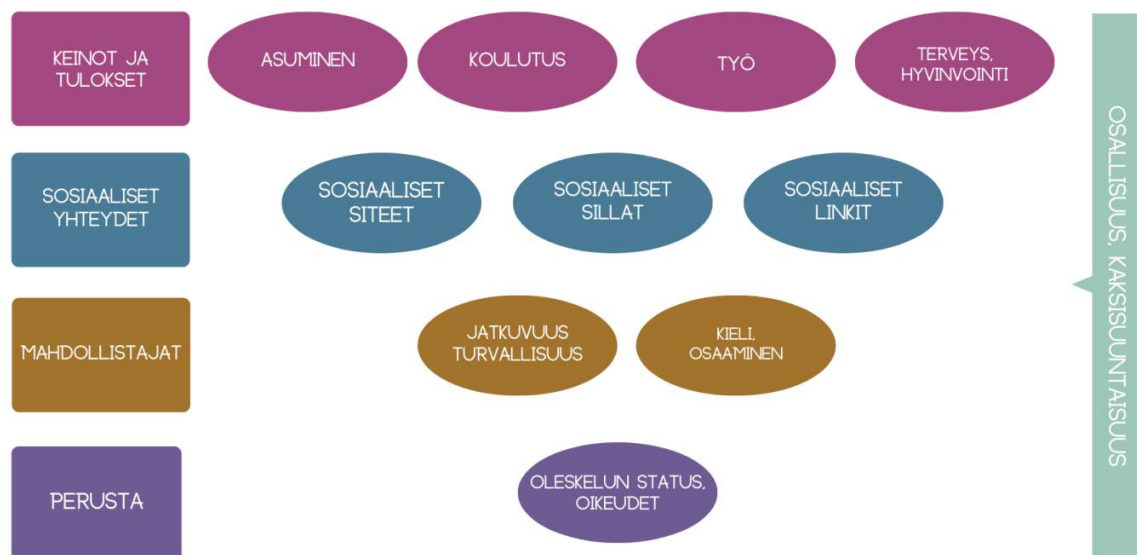 KEINOT JA
TULOKSET
ASUMINEN
KOULUTUS
TYÖ
TERVEYS,
HYVINVOINTI
SOSIAALISET
YHTEYDET
SOSIAALISET
SITEET
SOSIAALISET
SILLAT
SOSIAALISET
LINKIT
MAHDOLLISTAJAT
JATKUVUUS
TURVALLISUUS
KIELI,
OSAAMINEN
PERUSTA
OLESKELUN STATUS,
OIKEUDET
OSALLISUUS, KAKSISUUNTAISUUS